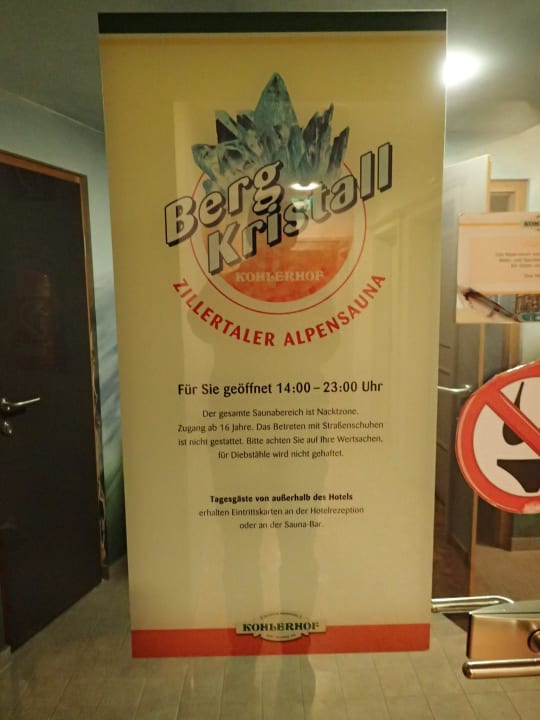 Berg
Kristall
KOHLERHOF
ZILLERTALER ALPENSAUNA
Für Sie geöffnet 14:00 – 23:00 Uhr
Der gesamte Saunabereich ist Nacktzone.
Zugang ab 16 Jahre. Das Betreten mit Straßenschuhen
ist nicht gestattet. Bitte achten Sie auf Ihre Wertsachen,
für Diebstähle wird nicht gehaftet.
Tagesgäste von außerhalb des Hotels
erhalten Eintrittskarten an der Hotelrezeption
oder an der Sauna-Bar.
KOHLERHOF